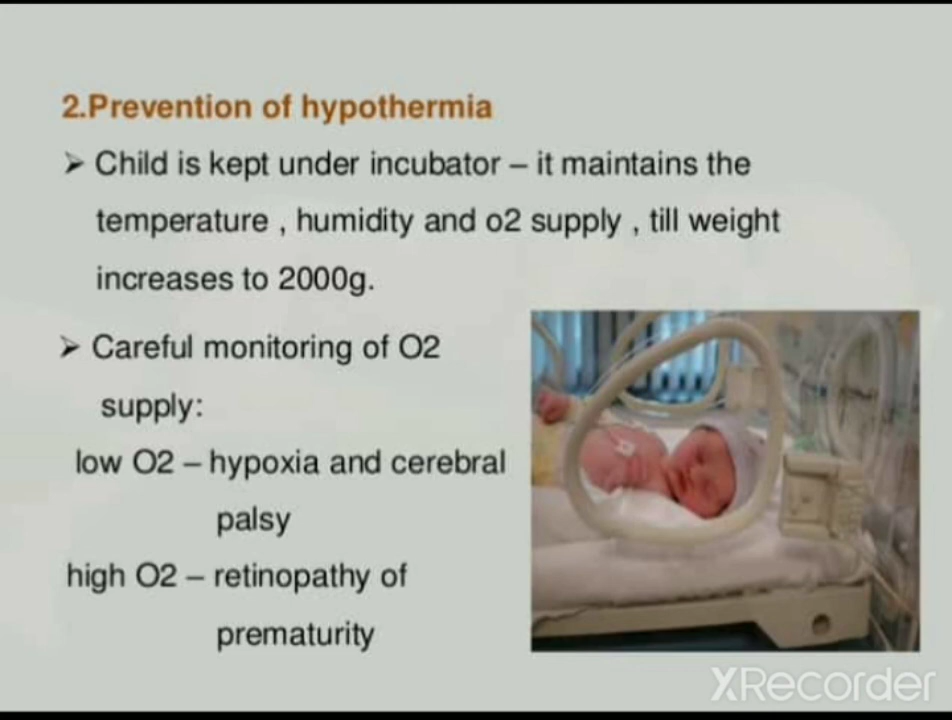 2.Prevention of hypothermia
➢ Child is kept under incubator – it maintains the
temperature , humidity and o2 supply , till weight
increases to 2000g.
➢ Careful monitoring of O2
supply:
low O2 – hypoxia and cerebral
palsy
high O2 – retinopathy of
prematurity
XRecorder